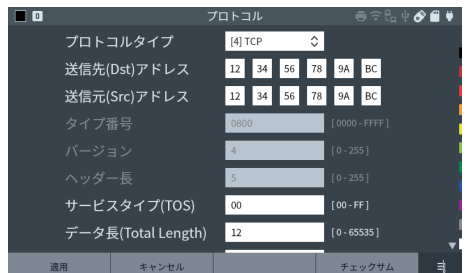 0 プロトコル
プロトコルタイプ [4] TCP
送信先(Dst)アドレス 12 34 56 78 9A BC
送信元(Src)アドレス 12 34 56 78 9A BC
タイプ番号 0800 [ 0000 - FFFF ]
バージョン 4 [ 0 - 255 ]
ヘッダー長 5 [ 0 - 255 ]
サービスタイプ(TOS) 00 [ 00 - FF ]
データ長(Total Length) 12 [ 0 - 65535 ]
適用 キャンセル チェックサム